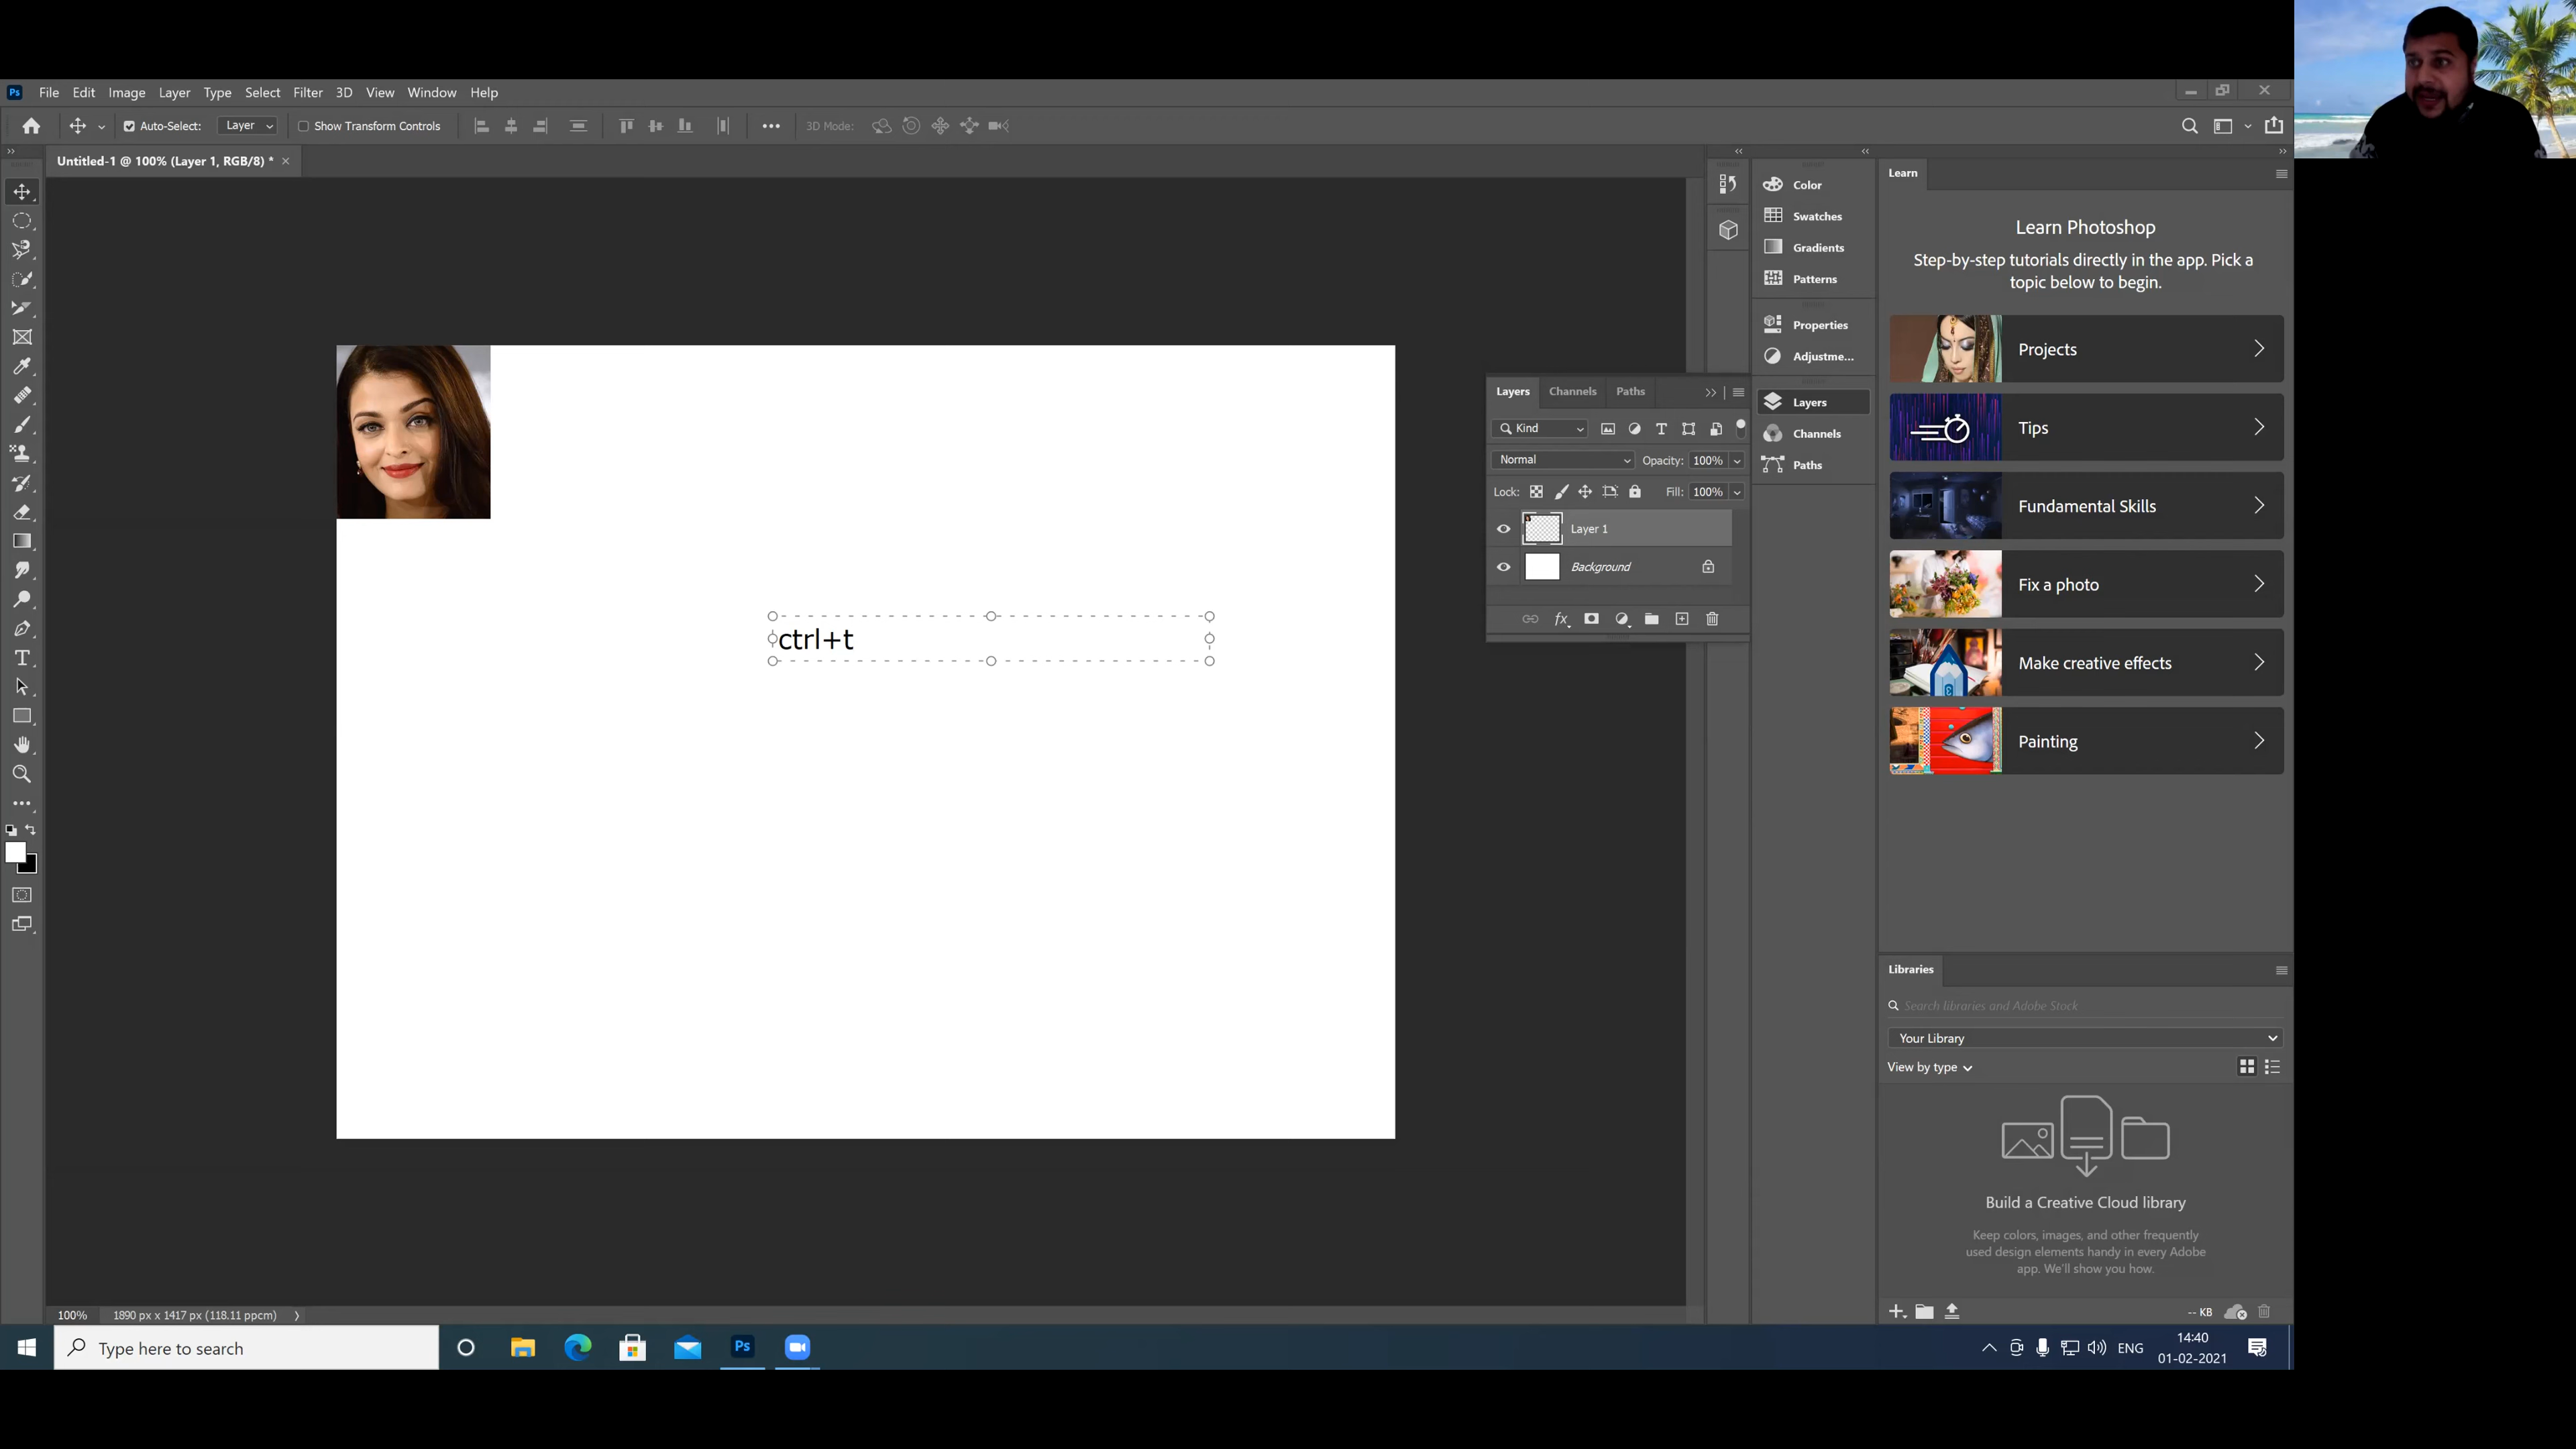 Ps File Edit Image Layer Type Select Filter 3D View Window Help
Auto-Select: Layer Show Transform Controls 3D Mode:
Untitled-1 @ 100% (Layer 1, RGB/8) *
ctrl+t
Layers Channels Paths
Kind
Normal Opacity: 100%
Lock: Fill: 100%
Layer 1
Background
fx
Color
Swatches
Gradients
Patterns
Properties
Adjustme...
Layers
Channels
Paths
Learn
Learn Photoshop
Step-by-step tutorials directly in the app. Pick a
topic below to begin.
Projects
Tips
Fundamental Skills
Fix a photo
Make creative effects
Painting
Libraries
Search libraries and Adobe Stock
Your Library
View by type
Build a Creative Cloud library
Keep colors, images, and other frequently
used design elements handy in every Adobe
app. We'll show you how.
-- KB
100% 1890 px x 1417 px (118.11 ppcm)
Type here to search
Ps
ENG
14:40
01-02-2021